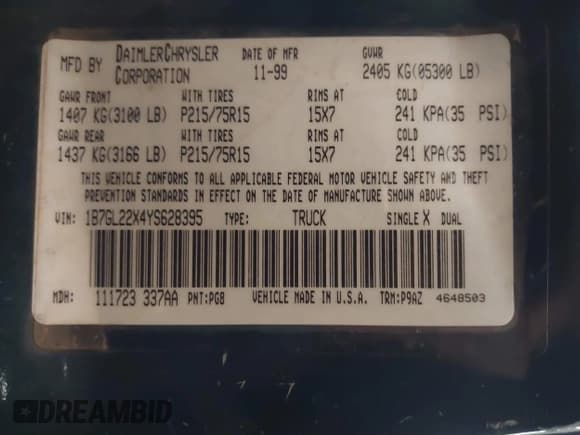 MFD BY DAIMLERCHRYSLER CORPORATION DATE OF MFR 11-99 GVWR 2405 KG(05300 LB)
GAWR FRONT WITH TIRES RIMS AT COLD
1407 KG(3100 LB) P215/75R15 15X7 241 KPA(35 PSI)
GAWR REAR WITH TIRES RIMS AT COLD
1437 KG(3166 LB) P215/75R15 15X7 241 KPA(35 PSI)
THIS VEHICLE CONFORMS TO ALL APPLICABLE FEDERAL MOTOR VEHICLE SAFETY AND THEFT
PREVENTION STANDARDS IN EFFECT ON THE DATE OF MANUFACTURE SHOWN ABOVE.
VIN: 1B7GL22X4YS628395 TYPE: TRUCK SINGLE X DUAL
MDH: 111723 337AA PNT:PG8 VEHICLE MADE IN U.S.A. TRM:P9AZ 4648503
DREAMBID